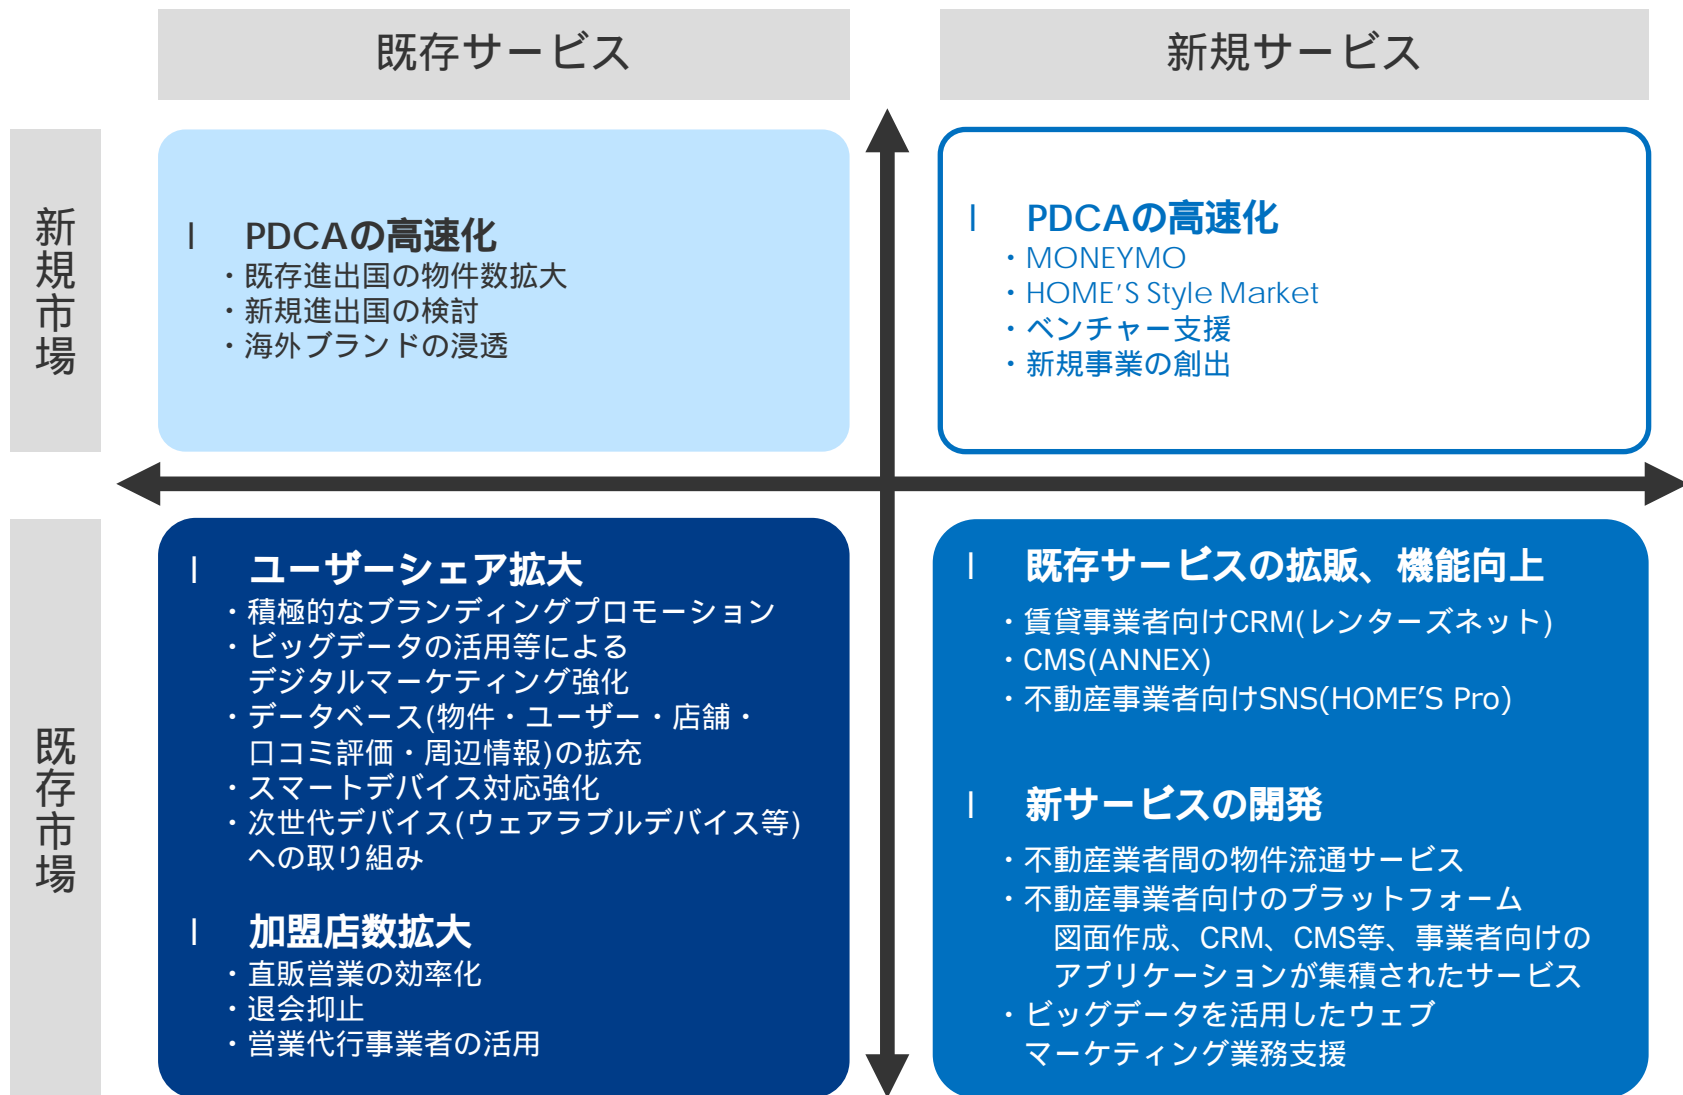 既存サービス
新規サービス
新規市場
l PDCAの高速化
・既存進出国の物件数拡大
・新規進出国の検討
・海外ブランドの浸透
l PDCAの高速化
・MONEYMO
・HOME'S Style Market
・ベンチャー支援
・新規事業の創出
既存市場
l ユーザーシェア拡大
・積極的なブランディングプロモーション
・ビッグデータの活用等による
デジタルマーケティング強化
・データベース(物件・ユーザー・店舗・
口コミ評価・周辺情報)の拡充
・スマートデバイス対応強化
・次世代デバイス(ウェアラブルデバイス等)
への取り組み
l 加盟店数拡大
・直販営業の効率化
・退会抑止
・営業代行事業者の活用
l 既存サービスの拡販、機能向上
・賃貸事業者向けCRM(レンターズネット)
・CMS(ANNEX)
・不動産事業者向けSNS(HOME'S Pro)
l 新サービスの開発
・不動産業者間の物件流通サービス
・不動産事業者向けのプラットフォーム
図面作成、CRM、CMS等、事業者向けの
アプリケーションが集積されたサービス
・ビッグデータを活用したウェブ
マーケティング業務支援